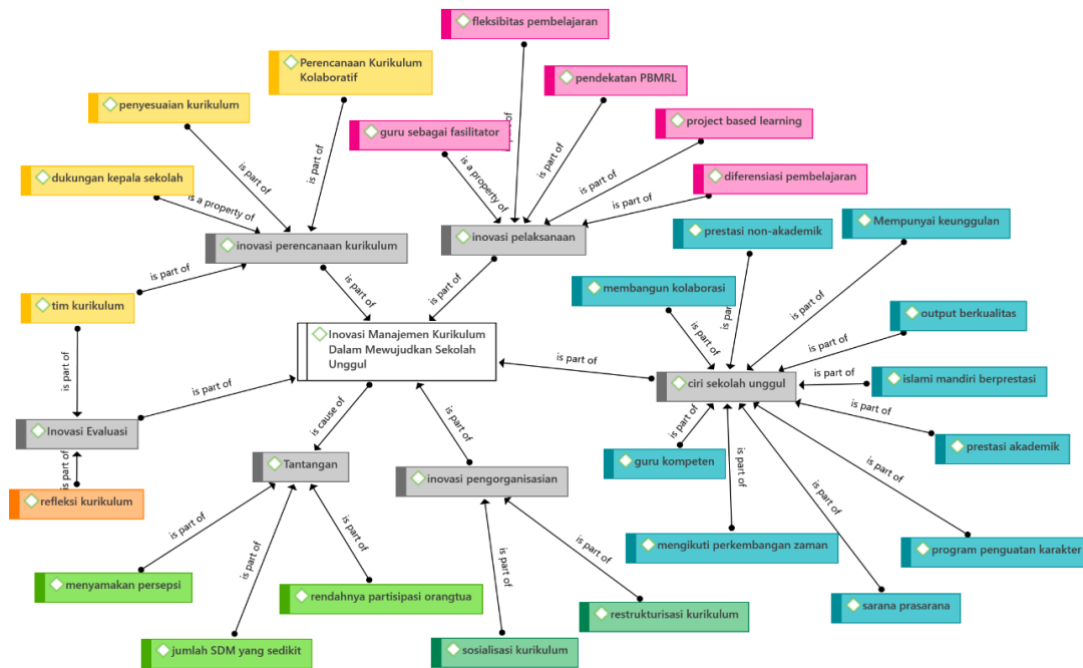 fleksibitas pembelajaran
Perencanaan Kurikulum
Kolaboratif
pendekatan PBMRL
penyesuaian kurikulum
project based learning
guru sebagai fasilitator
is part of
is part of
is part of
is part of
is a property of
is part of
dukungan kepala sekolah
diferensiasi pembelajaran
is a property of
is part of
Mempunyai keunggulan
prestasi non-akademik
inovasi perencanaan kurikulum
inovasi pelaksanaan
is part of
is part of
is part of
is part of
membangun kolaborasi
tim kurikulum
output berkualitas
is part of
is part of
Inovasi Manajemen Kurikulum
Dalam Mewujudkan Sekolah
Unggul
is part of
is part of
is part of
ciri sekolah unggul
islami mandiri berprestasi
is part of
is part of
is cause of
is part of
is part of
prestasi akademik
Inovasi Evaluasi
is part of
is part of
guru kompeten
Tantangan
inovasi pengorganisasian
is part of
is part of
is part of
refleksi kurikulum
is part of
is part of
is part of
is part of
mengikuti perkembangan zaman
program penguatan karakter
is part of
is part of
menyamakan persepsi
rendahnya partisipasi orangtua
restrukturisasi kurikulum
sarana prasarana
jumlah SDM yang sedikit
sosialisasi kurikulum